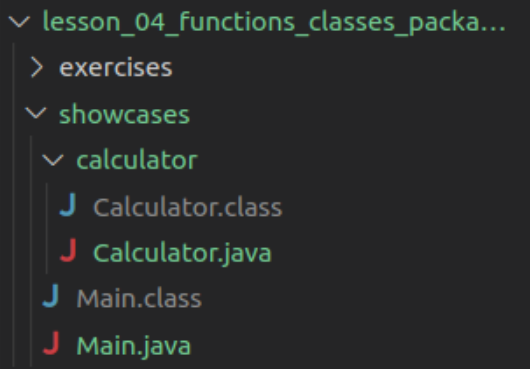 lesson_04_functions_classes_packa...
exercises
showcases
calculator
J Calculator.class
J Calculator.java
J Main.class
J Main.java